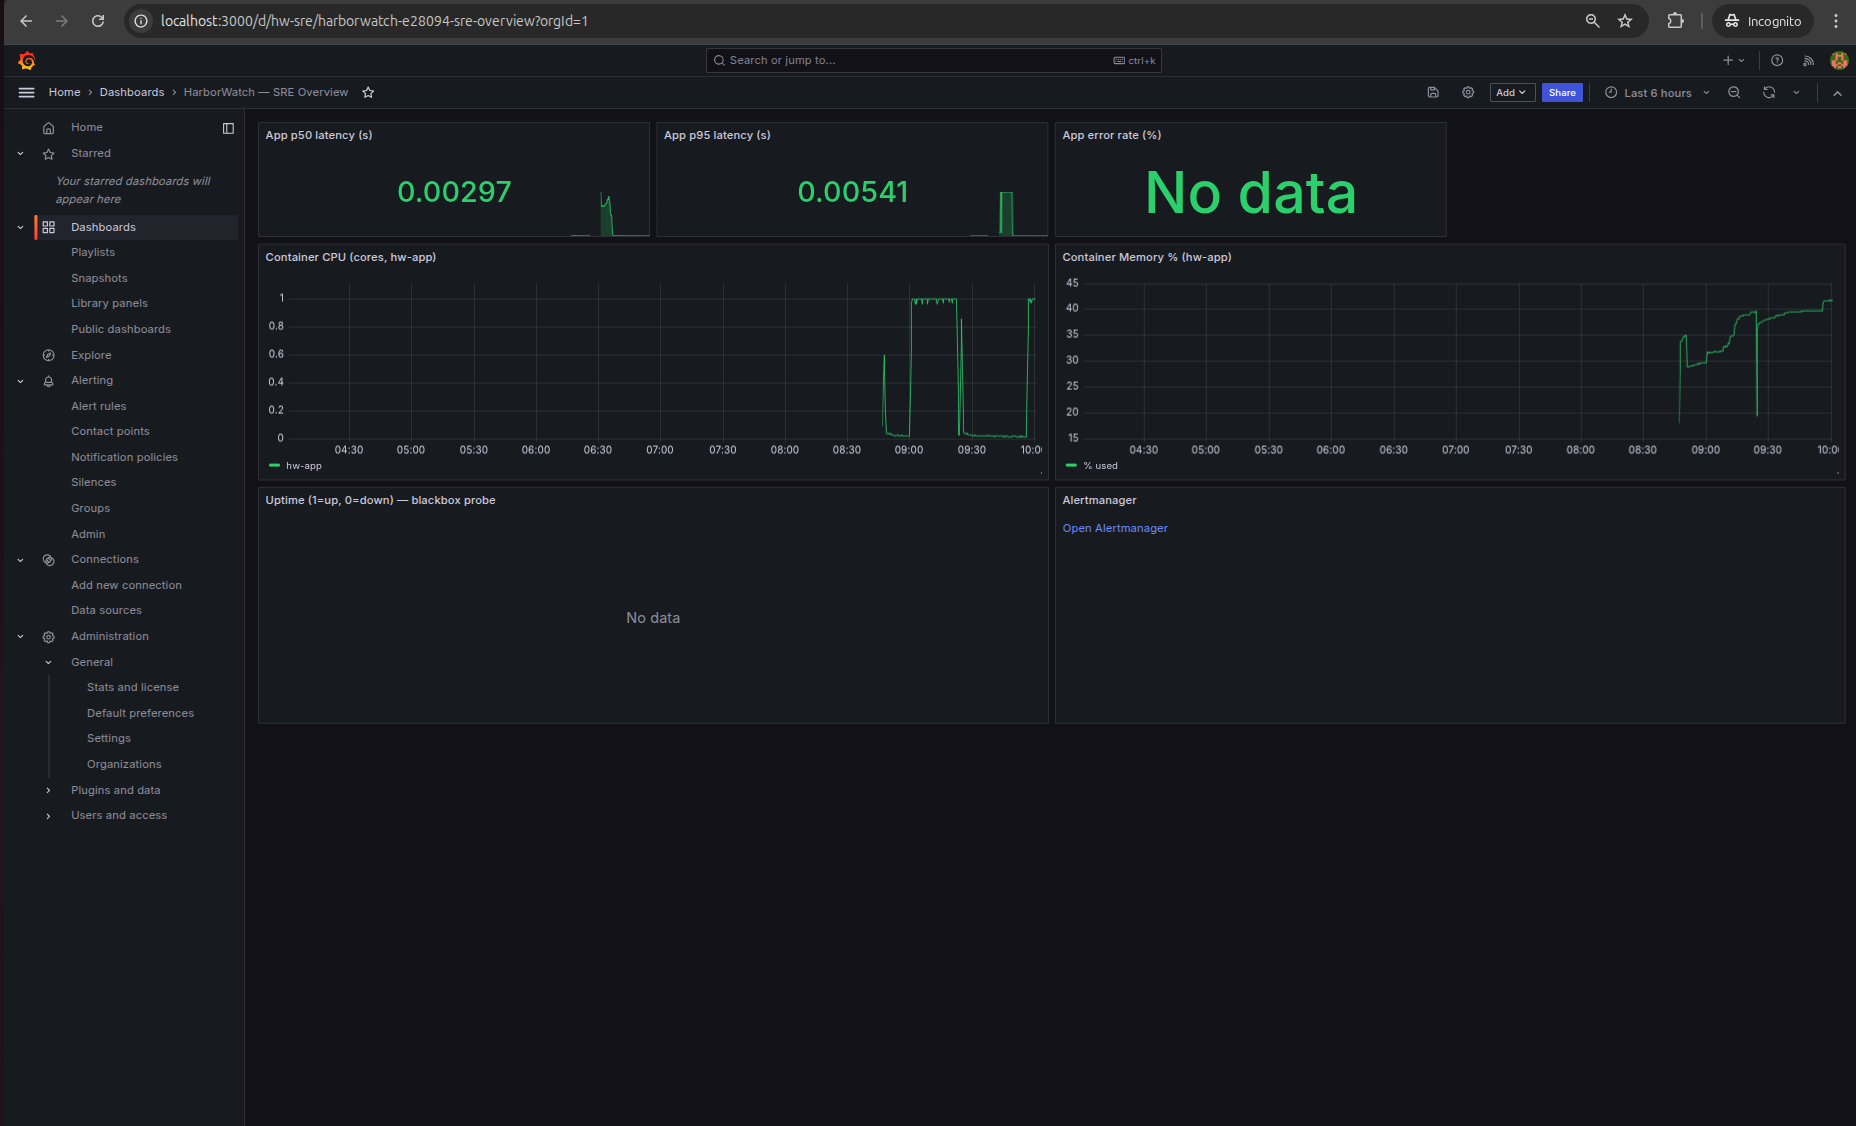 localhost:3000/d/hw-sre/harborwatch-e28094-sre-overview?orgId=1
Incognito
Search or jump to...
ctrl+k
Home › Dashboards › HarborWatch — SRE Overview
Add
Share
Last 6 hours
Home
Starred
Your starred dashboards will
appear here
Dashboards
Playlists
Snapshots
Library panels
Public dashboards
Explore
Alerting
Alert rules
Contact points
Notification policies
Silences
Groups
Admin
Connections
Add new connection
Data sources
Administration
General
Stats and license
Default preferences
Settings
Organizations
Plugins and data
Users and access
App p50 latency (s)
0.00297
App p95 latency (s)
0.00541
App error rate (%)
No data
Container CPU (cores, hw-app)
1
0.8
0.6
0.4
0.2
0
04:30 05:00 05:30 06:00 06:30 07:00 07:30 08:00 08:30 09:00 09:30 10:0
hw-app
Container Memory % (hw-app)
45
40
35
30
25
20
15
04:30 05:00 05:30 06:00 06:30 07:00 07:30 08:00 08:30 09:00 09:30 10:0
% used
Uptime (1=up, 0=down) — blackbox probe
No data
Alertmanager
Open Alertmanager